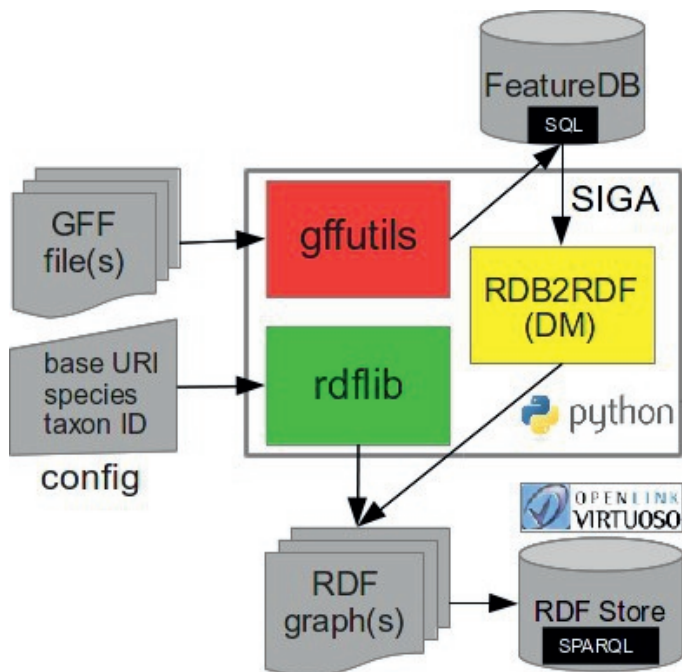 FeatureDB
SQL
SIGA
GFF
file(s)
gffutils
RDB2RDF
(DM)
base URI
species
taxon ID
config
rdflib
python
OPENLINK
VIRTUOSO
RDF
graph(s)
RDF Store
SPARQL